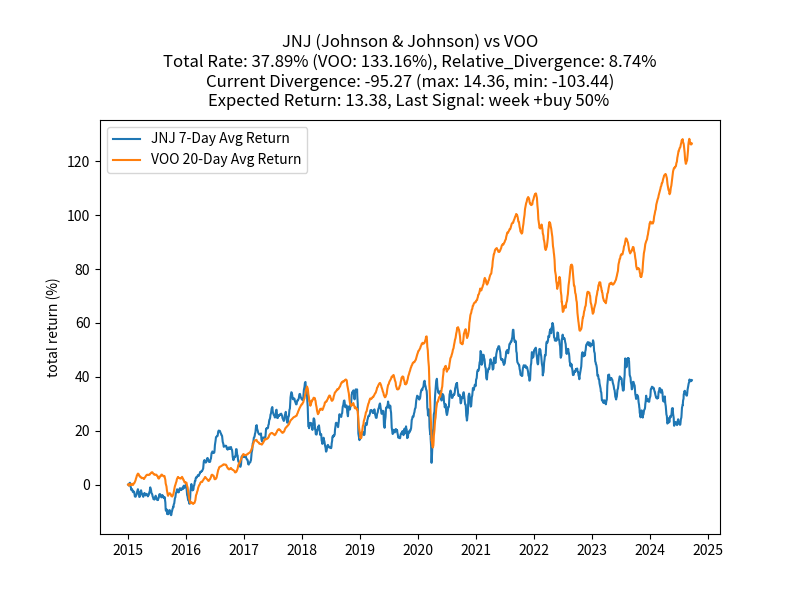 JNJ (Johnson & Johnson) vs VOO
Total Rate: 37.89% (VOO: 133.16%), Relative_Divergence: 8.74%
Current Divergence: -95.27 (max: 14.36, min: -103.44)
Expected Return: 13.38, Last Signal: week +buy 50%
JNJ 7-Day Avg Return
VOO 20-Day Avg Return
total return (%)
120
100
80
60
40
20
0
2015 2016 2017 2018 2019 2020 2021 2022 2023 2024 2025